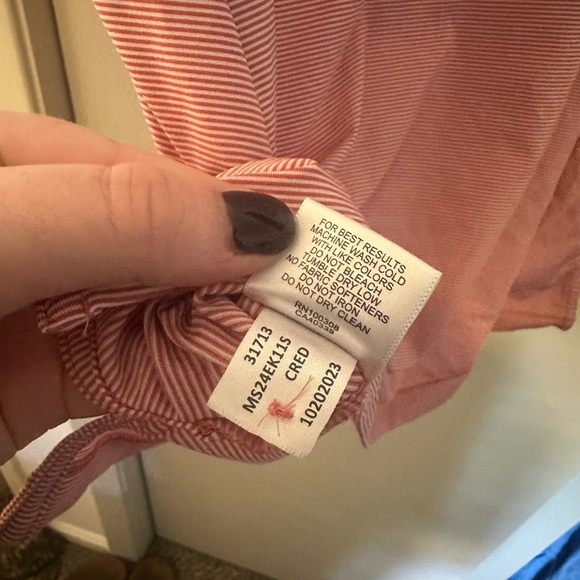 FOR BEST RESULTS
MACHINE WASH COLD
WITH LIKE COLORS
DO NOT BLEACH
TUMBLE DRY LOW
NO FABRIC SOFTENERS
DO NOT IRON
DO NOT DRY CLEAN
RN100308
CA40339
31713
MS24EK11S
CRED
10202023